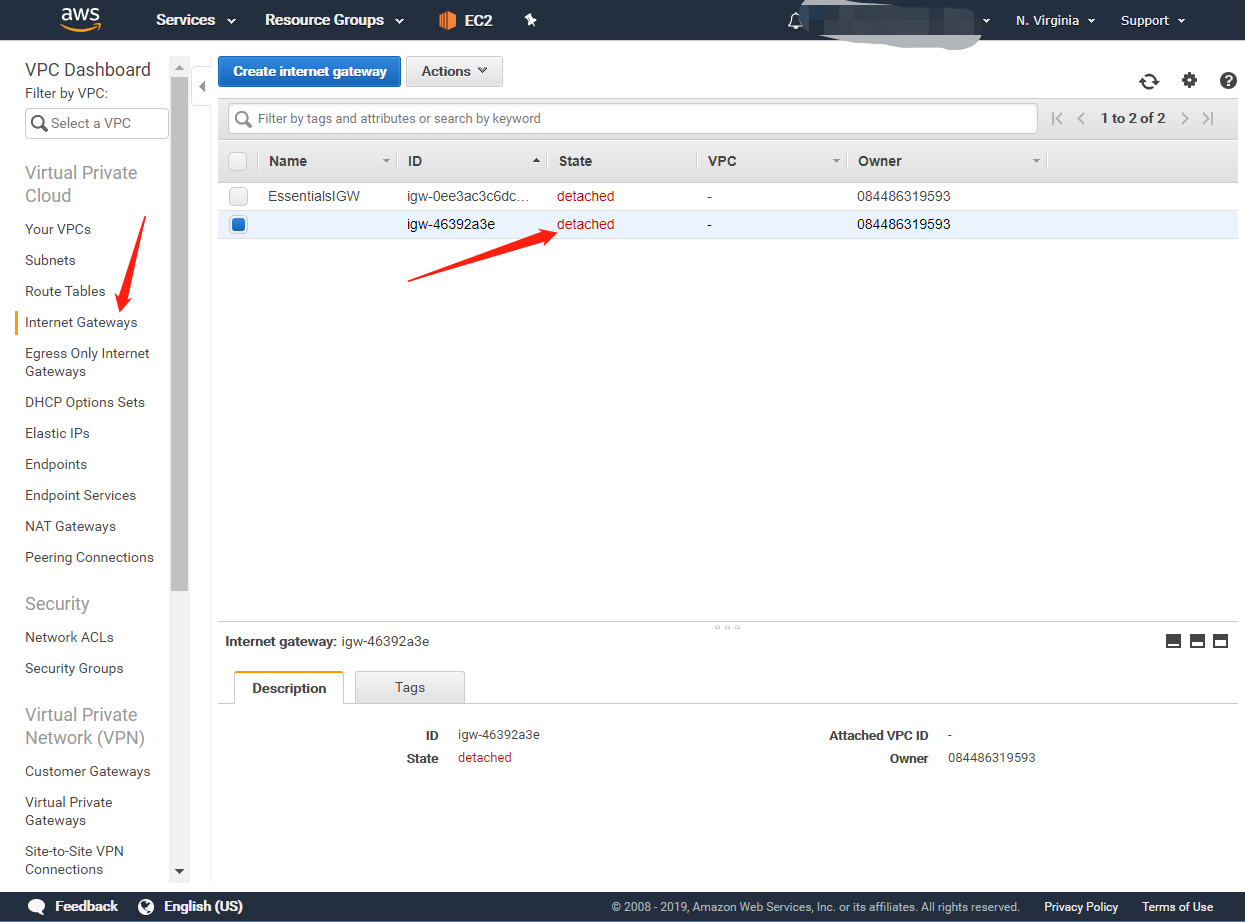 aws
Services
Resource Groups
EC2
N. Virginia
Support
VPC Dashboard
Filter by VPC:
Select a VPC
Virtual Private
Cloud
Your VPCs
Subnets
Route Tables
Internet Gateways
Egress Only Internet
Gateways
DHCP Options Sets
Elastic IPs
Endpoints
Endpoint Services
NAT Gateways
Peering Connections
Security
Network ACLs
Security Groups
Virtual Private
Network (VPN)
Customer Gateways
Virtual Private
Gateways
Site-to-Site VPN
Connections
Create internet gateway
Actions
Filter by tags and attributes or search by keyword
1 to 2 of 2
Name ID State VPC Owner
EssentialsIGW igw-0ee3ac3c6dc... detached - 084486319593
igw-46392a3e detached - 084486319593
Internet gateway: igw-46392a3e
Description
Tags
ID igw-46392a3e Attached VPC ID -
State detached Owner 084486319593
Feedback
English (US)
© 2008 - 2019, Amazon Web Services, Inc. or its affiliates. All rights reserved.
Privacy Policy
Terms of Use